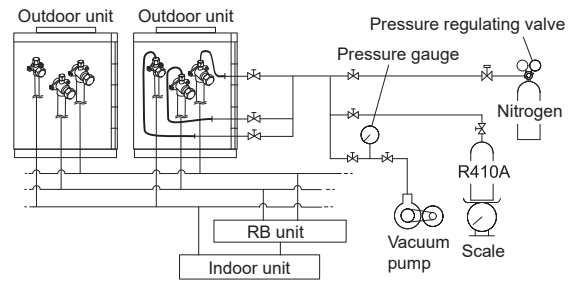 Outdoor unit
Outdoor unit
Pressure regulating valve
Pressure gauge
Nitrogen
R410A
RB unit
Vacuum
pump
Scale
Indoor unit